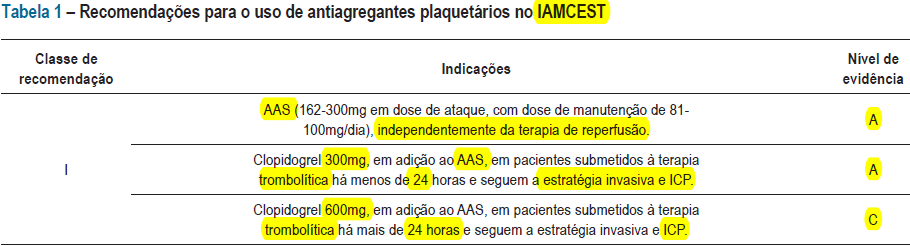 Tabela 1 – Recomendações para o uso de antiagregantes plaquetários no IAMCEST
Classe de
recomendação
Indicações
Nível de
evidência
I
AAS (162-300mg em dose de ataque, com dose de manutenção de 81-
100mg/dia), independentemente da terapia de reperfusão.
A
Clopidogrel 300mg, em adição ao AAS, em pacientes submetidos à terapia
trombolítica há menos de 24 horas e seguem a estratégia invasiva e ICP.
A
Clopidogrel 600mg, em adição ao AAS, em pacientes submetidos à terapia
trombolítica há mais de 24 horas e seguem a estratégia invasiva e ICP.
C